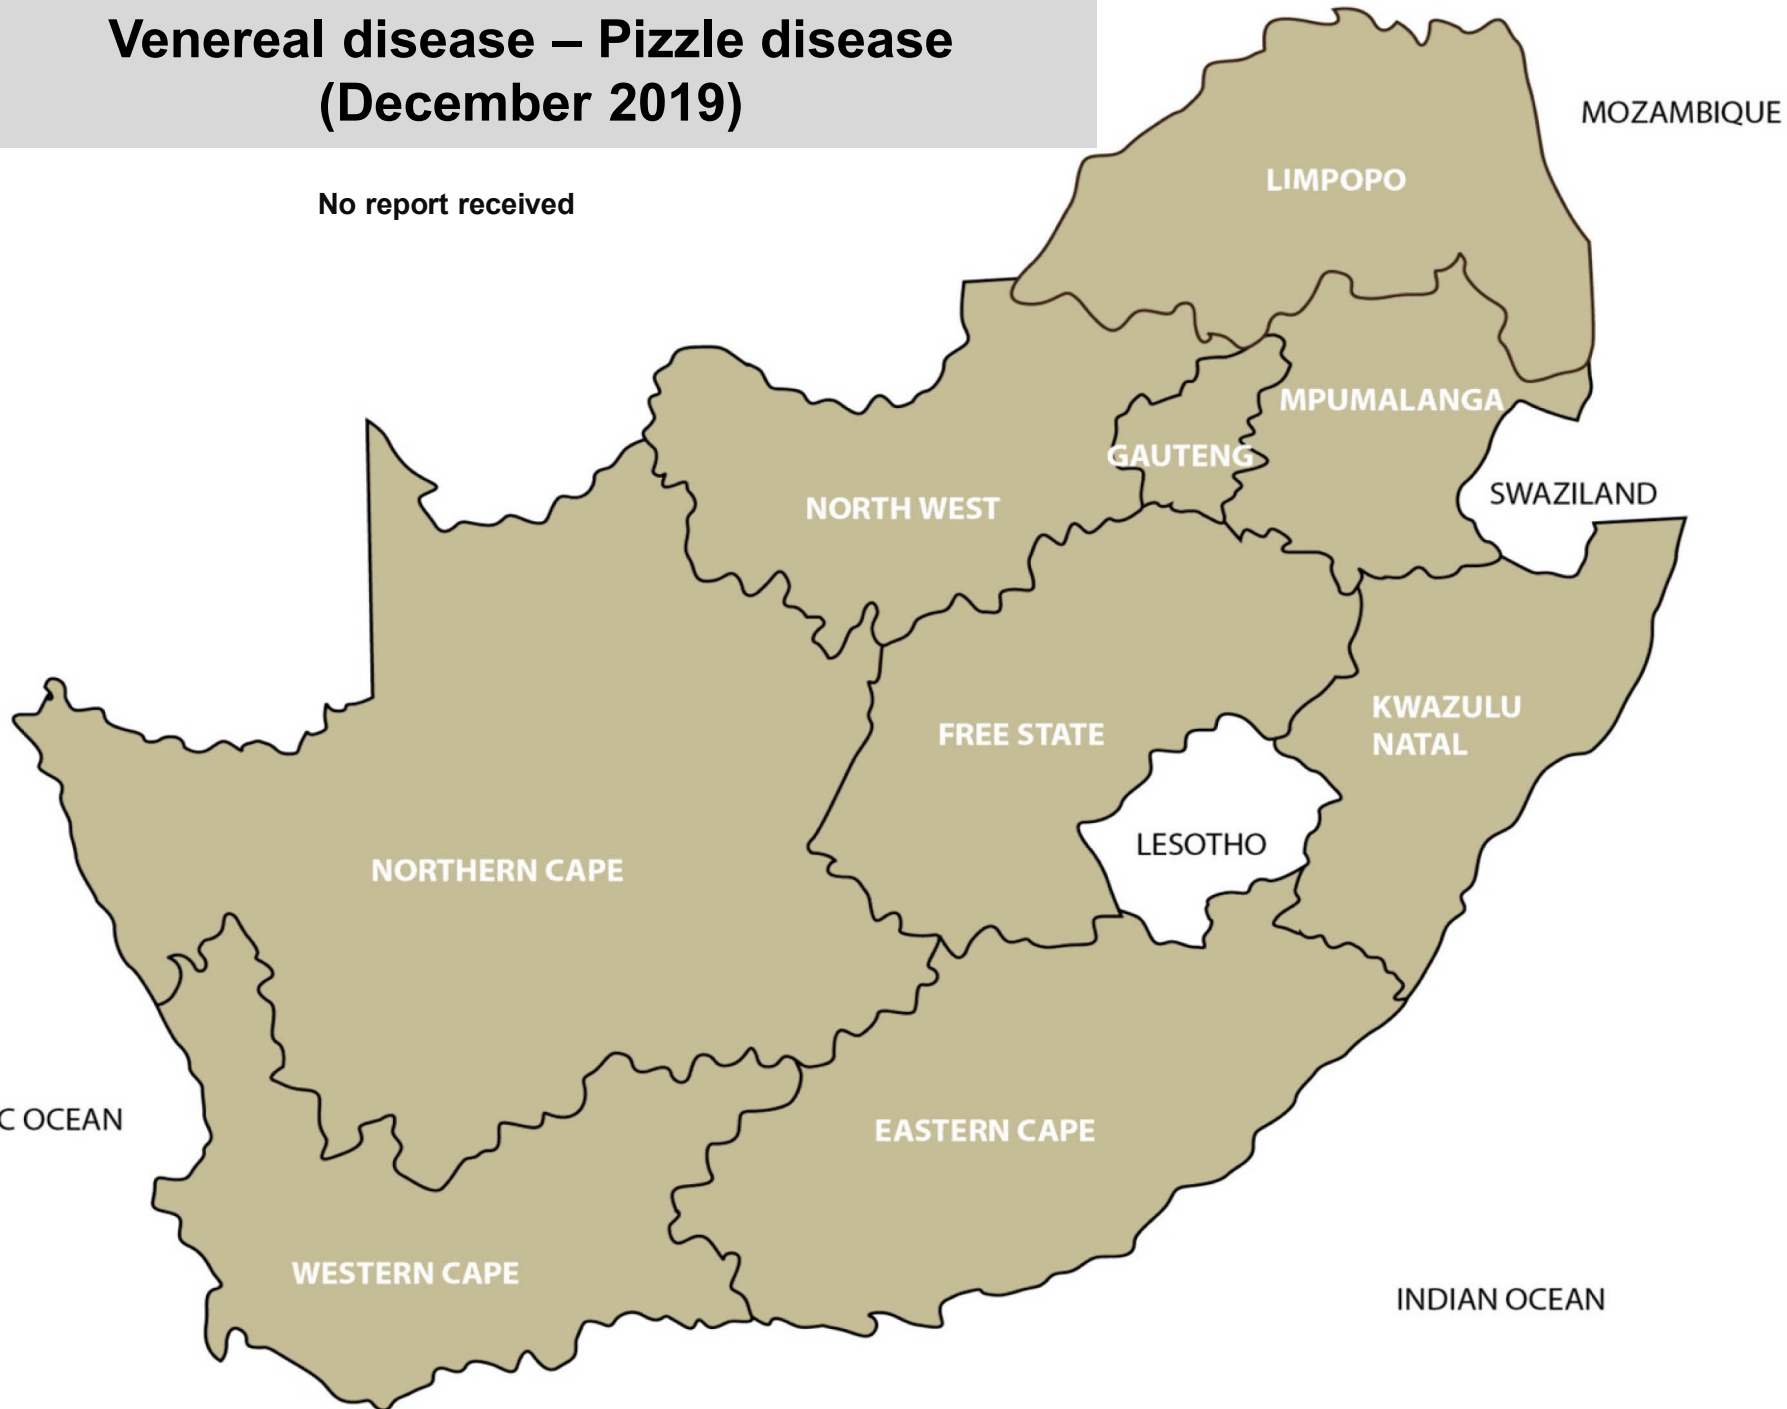 Venereal disease – Pizzle disease
(December 2019)
No report received
MOZAMBIQUE
LIMPOPO
MPUMALANGA
GAUTENG
SWAZILAND
NORTH WEST
KWAZULU
NATAL
FREE STATE
LESOTHO
NORTHERN CAPE
C OCEAN
EASTERN CAPE
WESTERN CAPE
INDIAN OCEAN